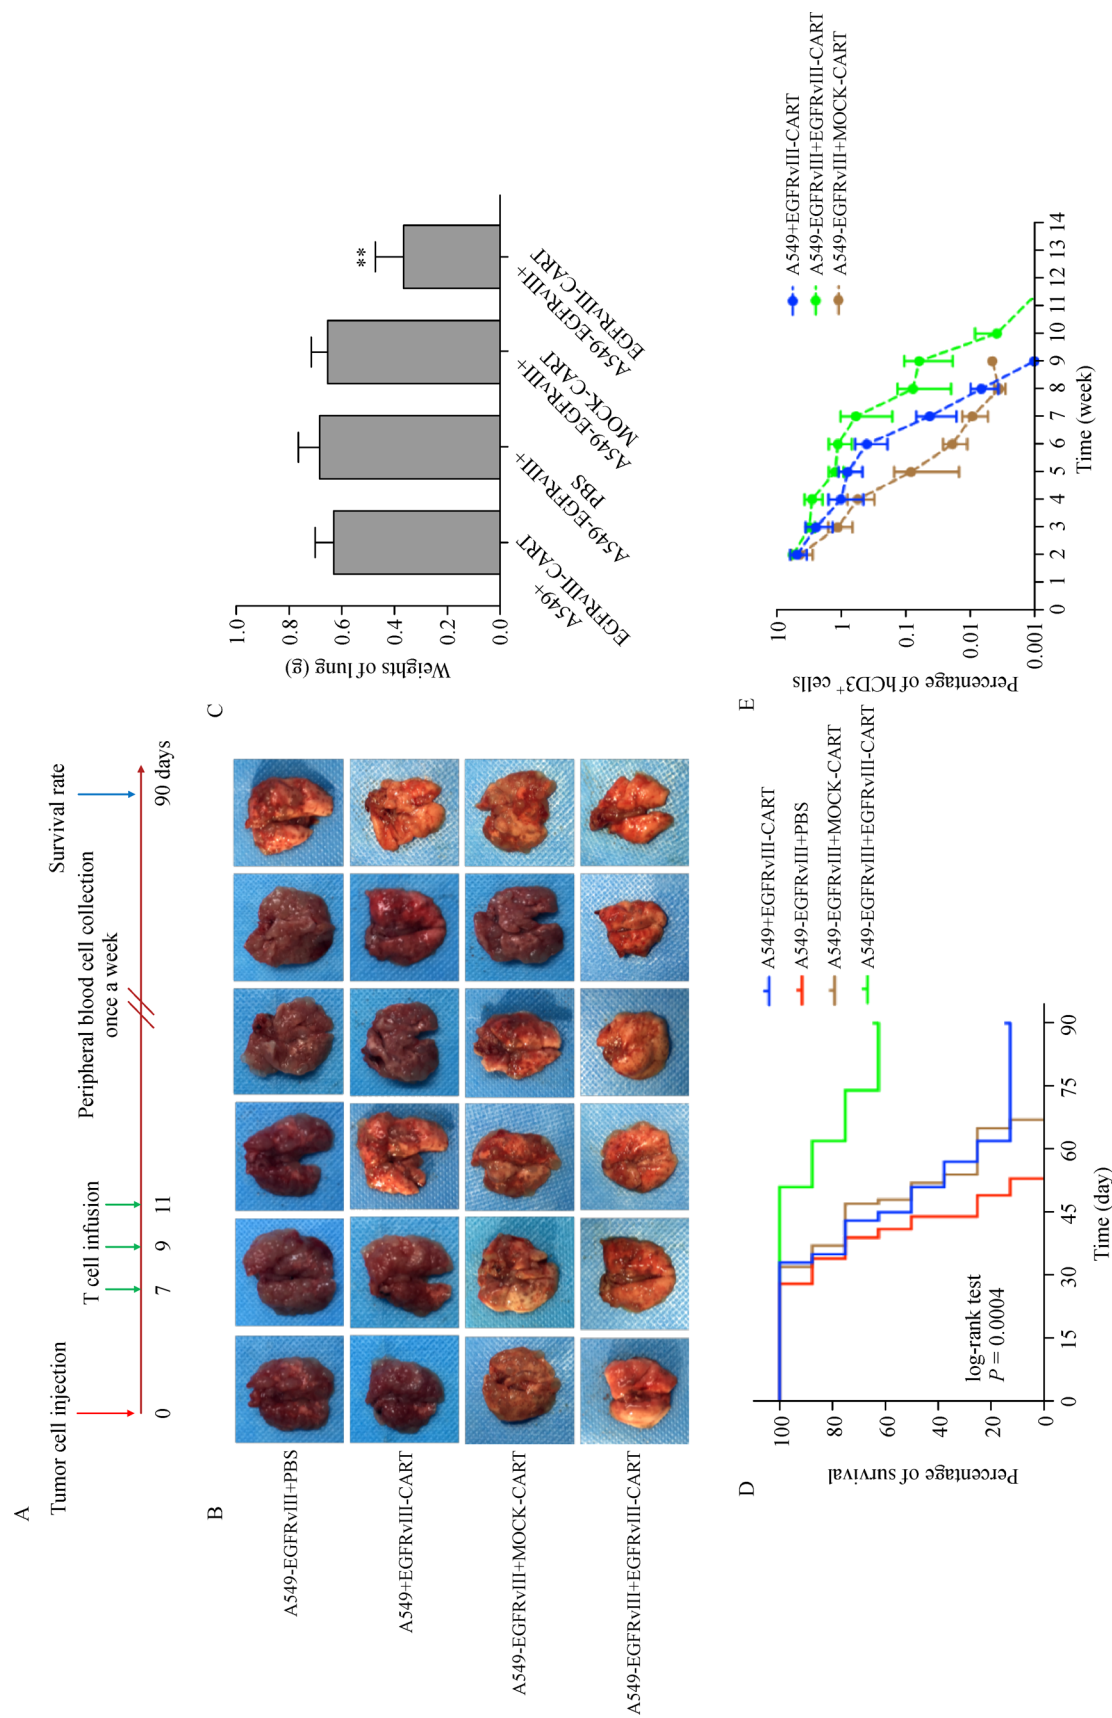 A
Tumor cell injection
T cell infusion
Peripheral blood cell collection
once a week
Survival rate
0
7
9
11
90 days
B
A549-EGFRvIII+PBS
A549+EGFRvIII-CART
A549-EGFRvIII+MOCK-CART
A549-EGFRvIII+EGFRvIII-CART
C
Weights of lung (g)
1.0
0.8
0.6
0.4
0.2
0.0
**
A549+
EGFRvIII-CART
A549-EGFRvIII+
PBS
A549-EGFRvIII+
MOCK-CART
A549-EGFRvIII+
EGFRvIII-CART
D
Percentage of survival
100
80
60
40
20
0
0 15 30 45 60 75 90
Time (day)
log-rank test
P = 0.0004
A549+EGFRvIII-CART
A549-EGFRvIII+PBS
A549-EGFRvIII+MOCK-CART
A549-EGFRvIII+EGFRvIII-CART
E
Percentage of hCD3+ cells
10
1
0.1
0.01
0.001
0 1 2 3 4 5 6 7 8 9 10 11 12 13 14
Time (week)
A549+EGFRvIII-CART
A549-EGFRvIII+EGFRvIII-CART
A549-EGFRvIII+MOCK-CART